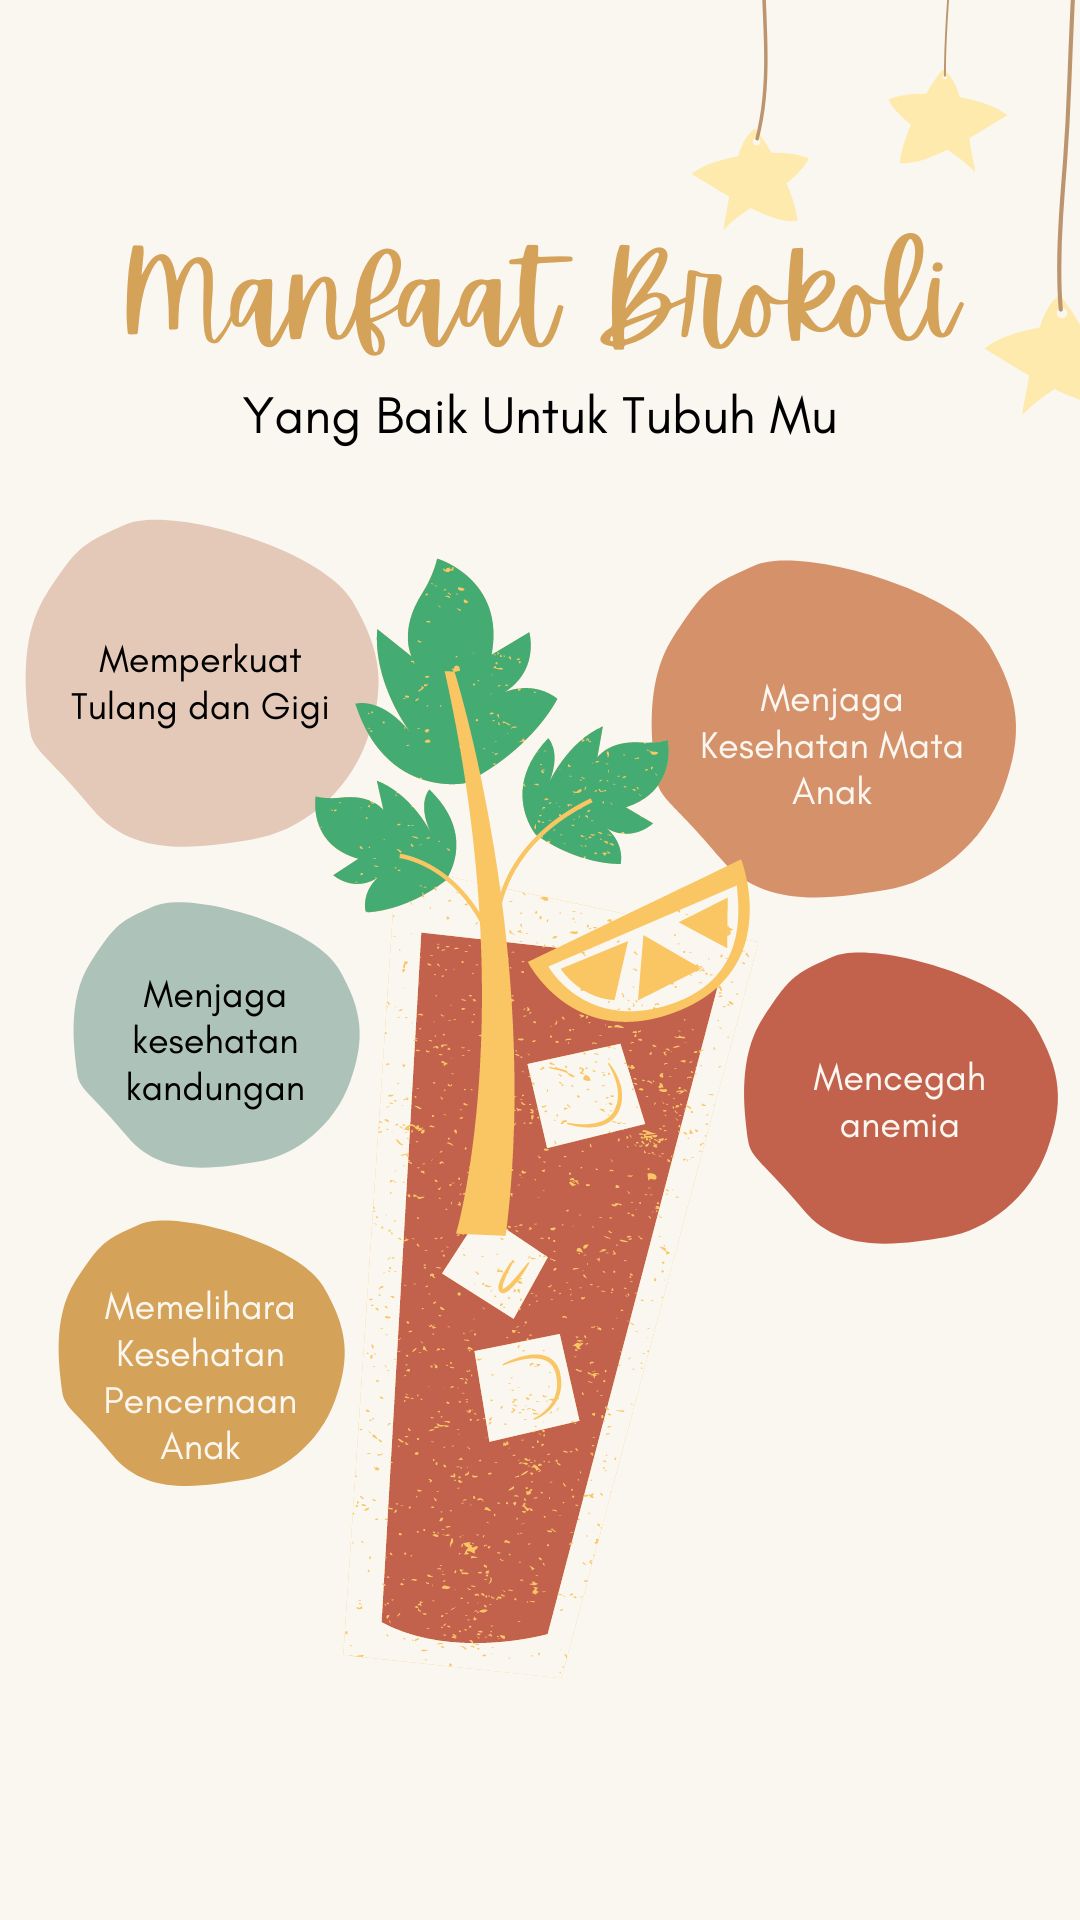 Manfaat Brokoli
Yang Baik Untuk Tubuh Mu
Memperkuat
Tulang dan Gigi
Menjaga
Kesehatan Mata
Anak
Menjaga
kesehatan
kandungan
Mencegah
anemia
Memelihara
Kesehatan
Pencernaan
Anak